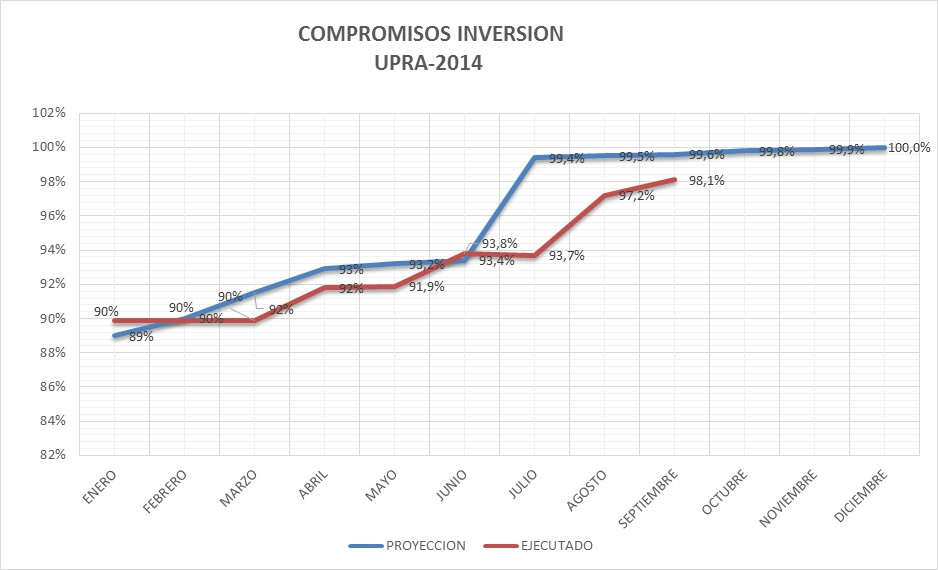 COMPROMISOS INVERSION
UPRA-2014
102%
100%
98%
96%
94%
92%
90%
88%
86%
84%
82%
90%
89%
90%
90%
90%
92%
93%
92%
93,2%
91,9%
93,8%
93,4%
99,4%
93,7%
99,5%
97,2%
99,6%
98,1%
99,8%
99,9%
100,0%
ENERO
FEBRERO
MARZO
ABRIL
MAYO
JUNIO
JULIO
AGOSTO
SEPTIEMBRE
OCTUBRE
NOVIEMBRE
DICIEMBRE
PROYECCION EJECUTADO